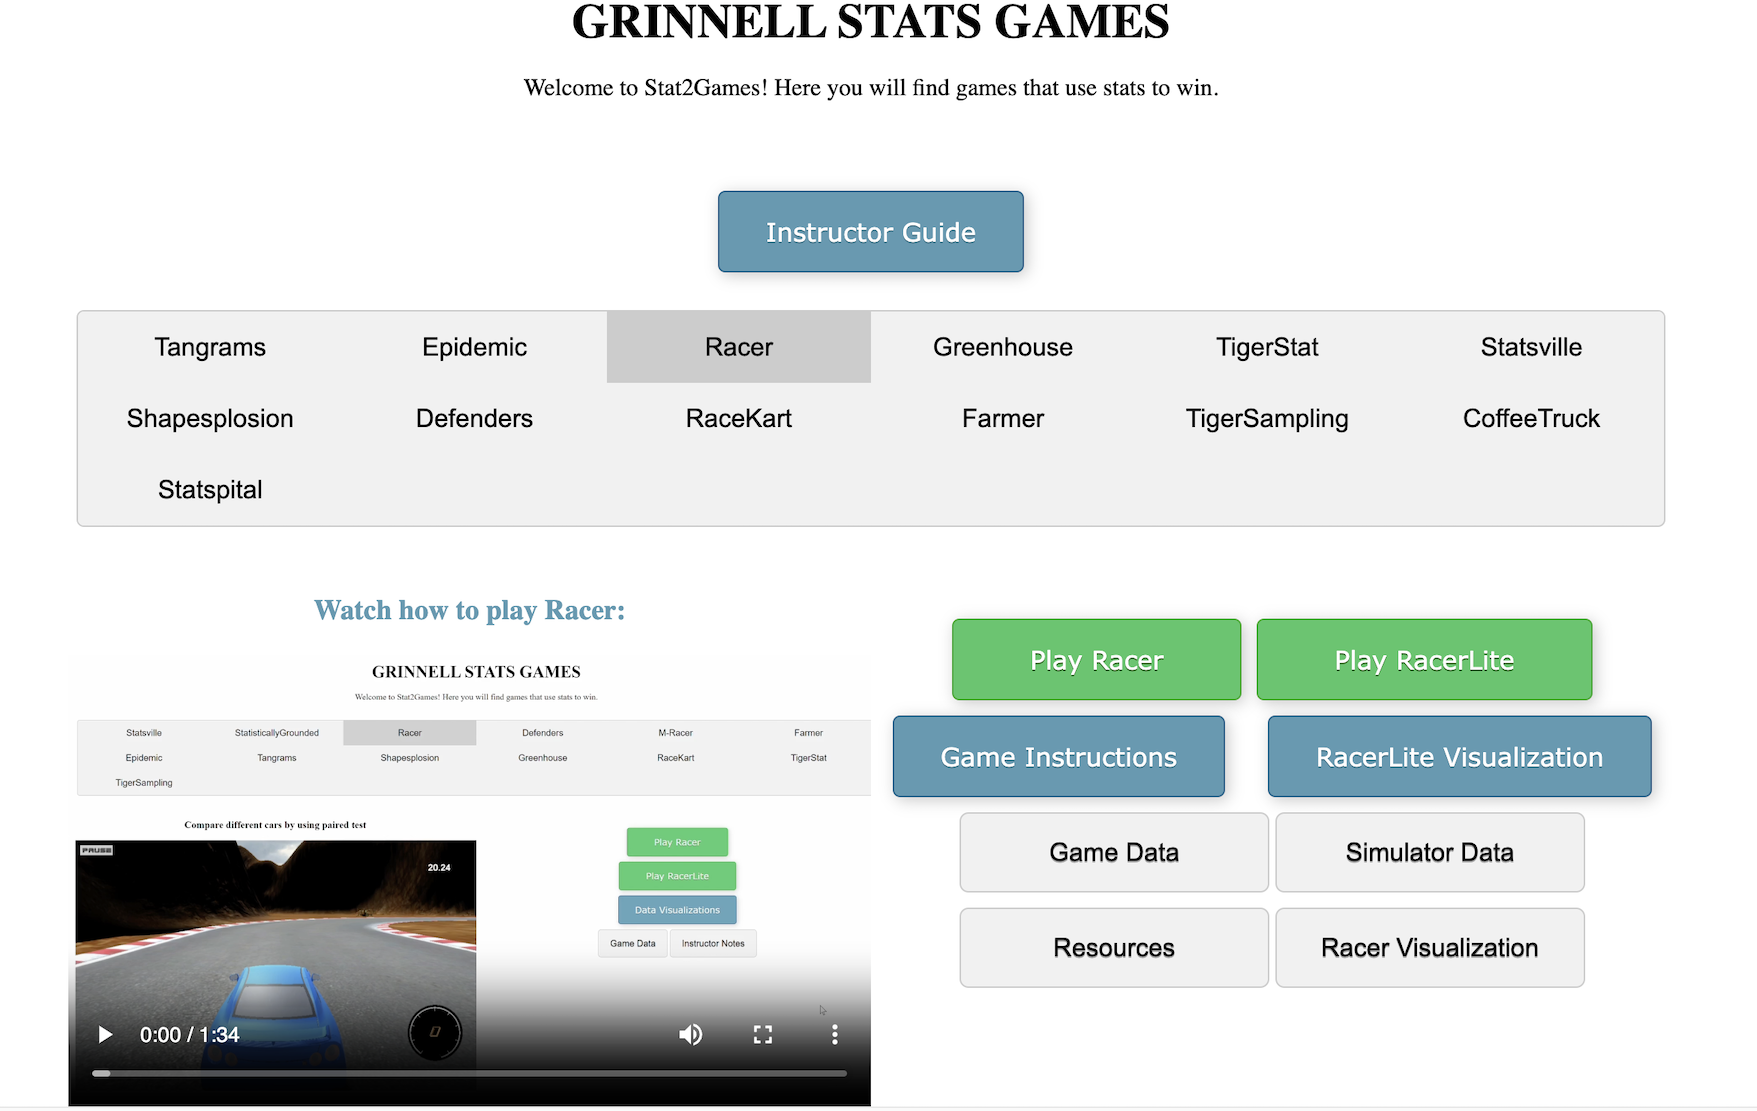 GRINNELL STATS GAMES
Welcome to Stat2Games! Here you will find games that use stats to win.
Instructor Guide
Tangrams Epidemic Racer Greenhouse TigerStat Statsville
Shapesplosion Defenders RaceKart Farmer TigerSampling CoffeeTruck
Statspital
Watch how to play Racer:
GRINNELL STATS GAMES
Welcome to Stat2Games! Here you will find games that use stats to win.
Statsville StatisticallyGrounded Racer Defenders M-Racer Farmer
Epidemic Tangrams Shapesplosion Greenhouse RaceKart TigerStat
TigerSampling
Compare different cars by using paired test
PAUSE
20.24
Play Racer
Play RacerLite
Data Visualizations
Game Data Instructor Notes
0
0:00 / 1:34
Play Racer Play RacerLite
Game Instructions RacerLite Visualization
Game Data Simulator Data
Resources Racer Visualization